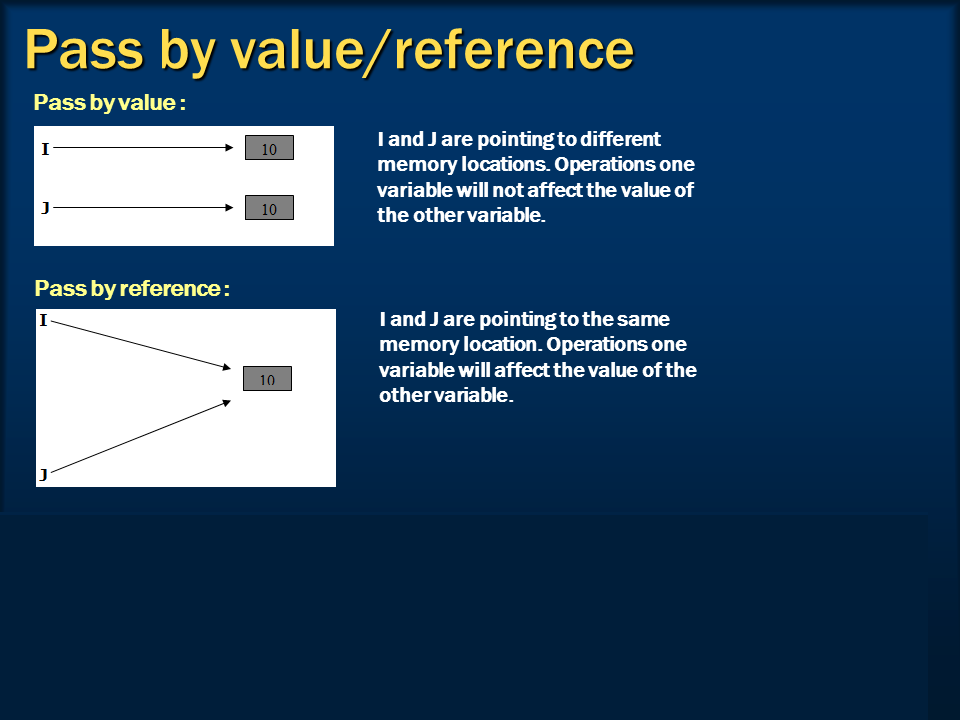 Pass by value/reference
Pass by value :
I
10
J
10
I and J are pointing to different
memory locations. Operations one
variable will not affect the value of
the other variable.
Pass by reference :
I
10
J
I and J are pointing to the same
memory location. Operations one
variable will affect the value of the
other variable.